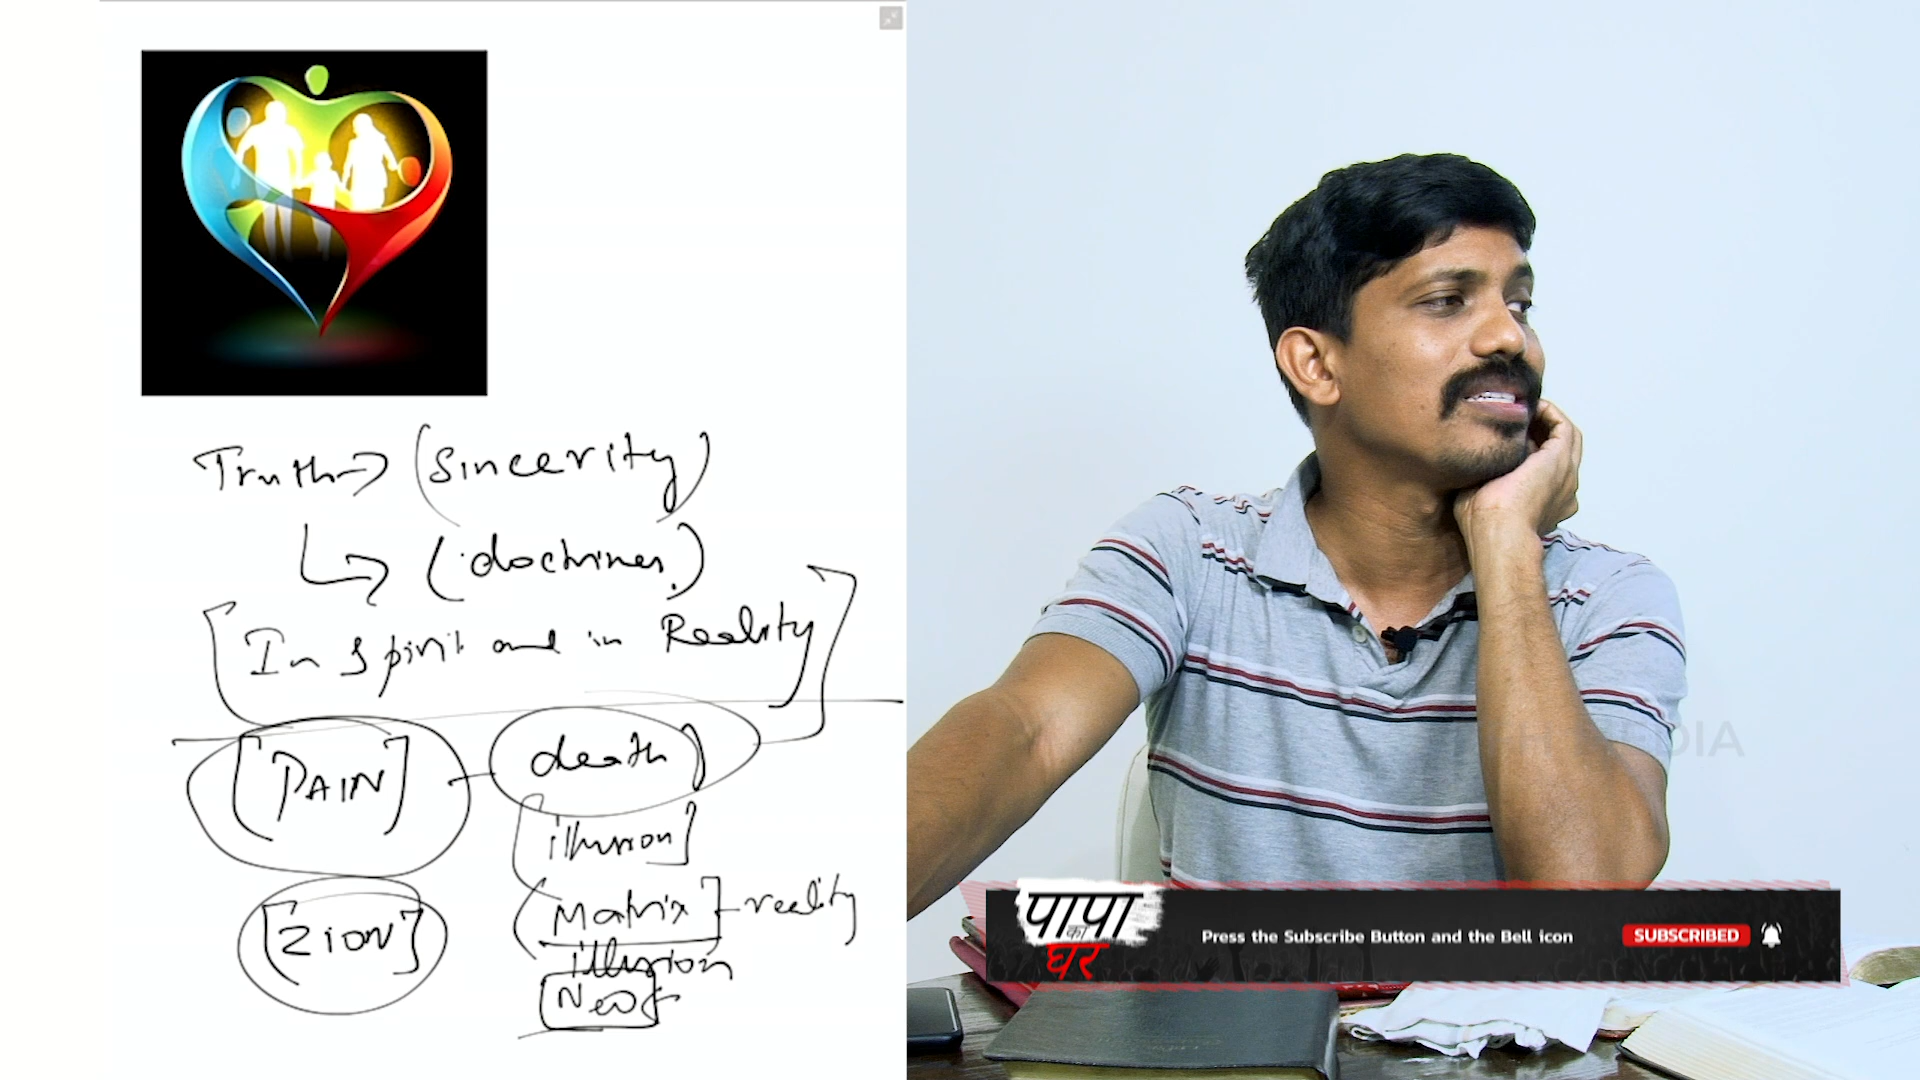 Truth → (Sincerity)
↳ (doctrines.)
[In Spirit and in Reality]
[PAIN] - death]
[illusion]
[ZION]
[Matrix] - reality
illusion
Neo
पापा
का
घर
Press the Subscribe Button and the Bell icon
SUBSCRIBED